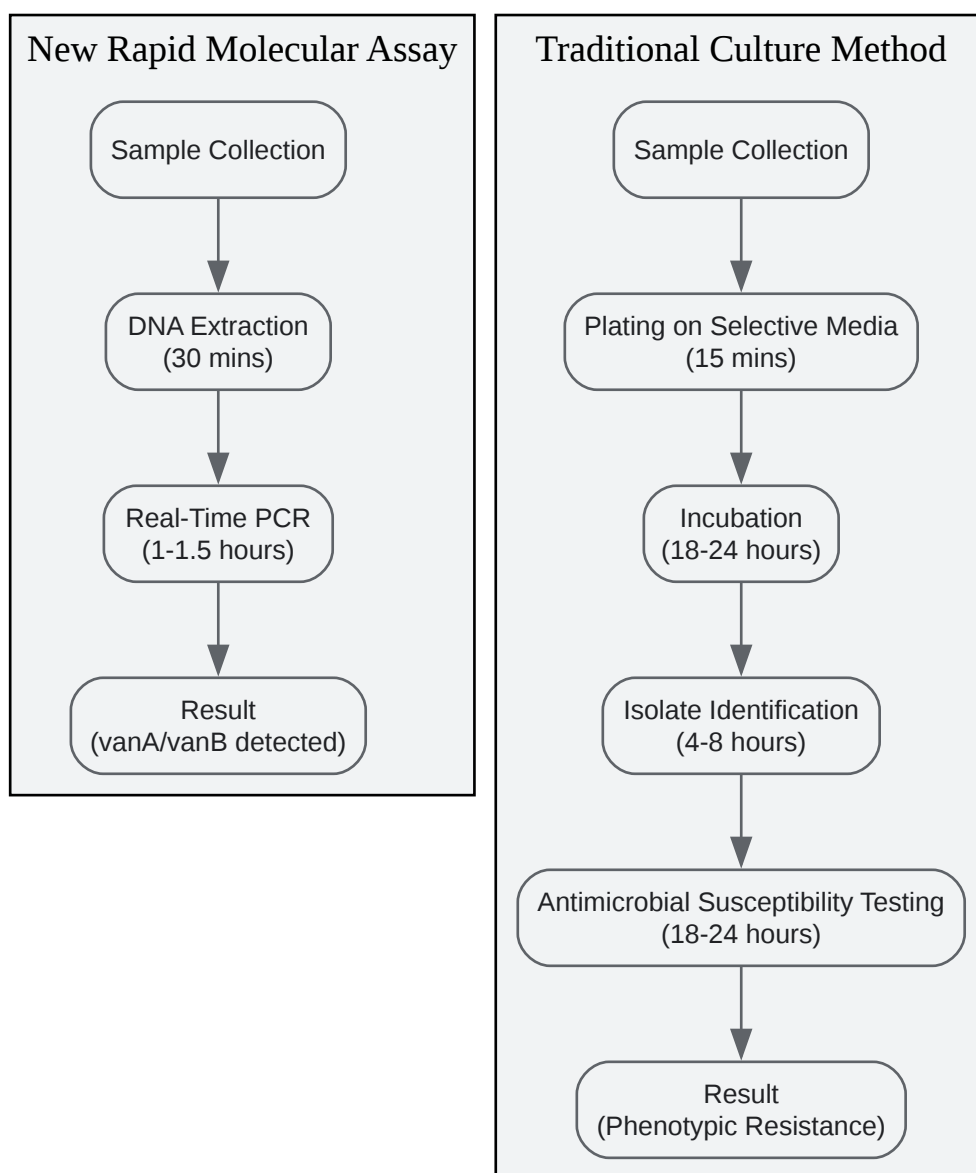 New Rapid Molecular Assay
Sample Collection
DNA Extraction
(30 mins)
Real-Time PCR
(1-1.5 hours)
Result
(vanA/vanB detected)
Traditional Culture Method
Sample Collection
Plating on Selective Media
(15 mins)
Incubation
(18-24 hours)
Isolate Identification
(4-8 hours)
Antimicrobial Susceptibility Testing
(18-24 hours)
Result
(Phenotypic Resistance)